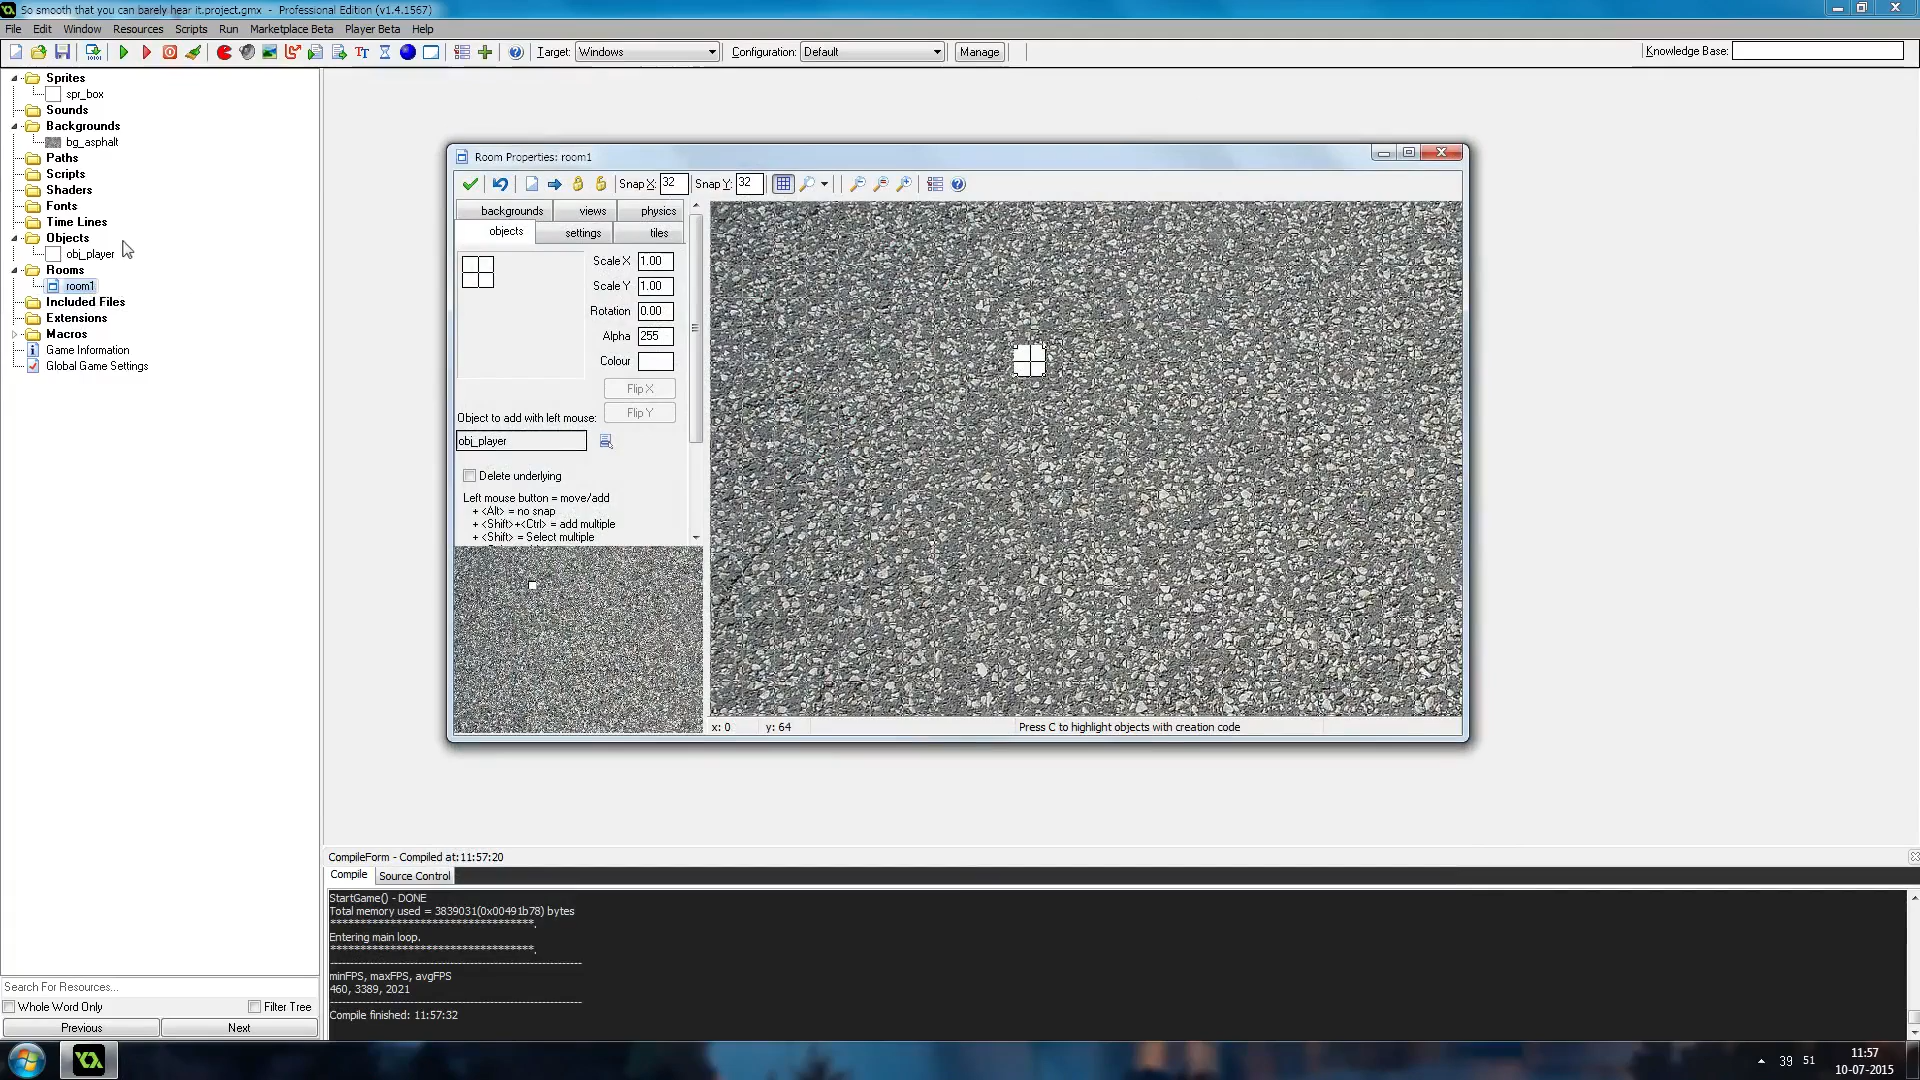 So smooth that you can barely hear it.project.gmx - Professional Edition (v1.4.1567)
File Edit Window Resources Scripts Run Marketplace Beta Player Beta Help
Target: Windows Configuration: Default Manage Knowledge Base:
Sprites
spr_box
Sounds
Backgrounds
bg_asphalt
Paths
Scripts
Shaders
Fonts
Time Lines
Objects
obj_player
Rooms
room1
Included Files
Extensions
Macros
Game Information
Global Game Settings
Room Properties: room1
Snap X: 32 Snap Y: 32
backgrounds views physics
objects settings tiles
Scale X 1.00
Scale Y 1.00
Rotation 0.00
Alpha 255
Colour
Flip X
Flip Y
Object to add with left mouse:
obj_player
Delete underlying
Left mouse button = move/add
+ <Alt> = no snap
+ <Shift>+<Ctrl> = add multiple
+ <Shift> = Select multiple
x: 0 y: 64 Press C to highlight objects with creation code
CompileForm - Compiled at:11:57:20
Compile Source Control
StartGame() - DONE
Total memory used = 3839031(0x00491b78) bytes
**********************************.
Entering main loop.
**********************************.
minFPS, maxFPS, avgFPS
460, 3389, 2021
Compile finished: 11:57:32
Search For Resources...
Whole Word Only Filter Tree
Previous Next
39 51
11:57
10-07-2015